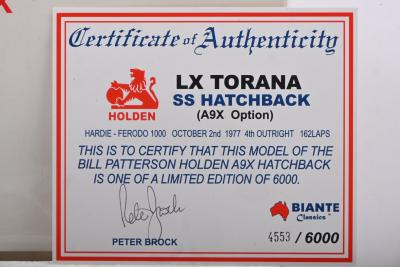 Certificate of Authenticity
HOLDEN
LX TORANA
SS HATCHBACK
(A9X Option)
HARDIE - FERODO 1000 OCTOBER 2nd 1977 4th OUTRIGHT 162LAPS
THIS IS TO CERTIFY THAT THIS MODEL OF THE
BILL PATTERSON HOLDEN A9X HATCHBACK
IS ONE OF A LIMITED EDITION OF 6000.
Peter Brock
PETER BROCK
BIANTE
Classics
4553 / 6000